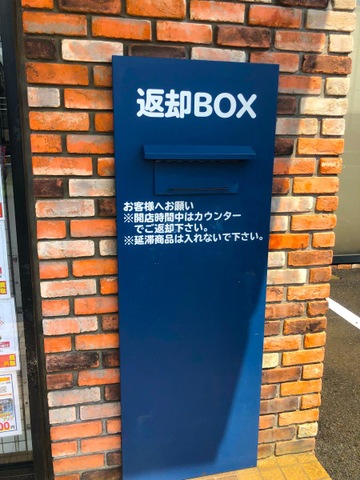 返却BOX
お客様へお願い
※開店時間中はカウンター
でご返却下さい。
※延滞商品は入れないで下さい。